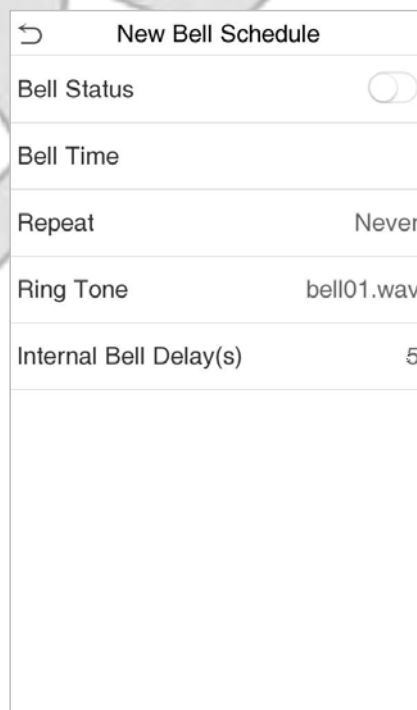 New Bell Schedule
Bell Status
Bell Time
Repeat Never
Ring Tone bell01.wav
Internal Bell Delay(s) 5